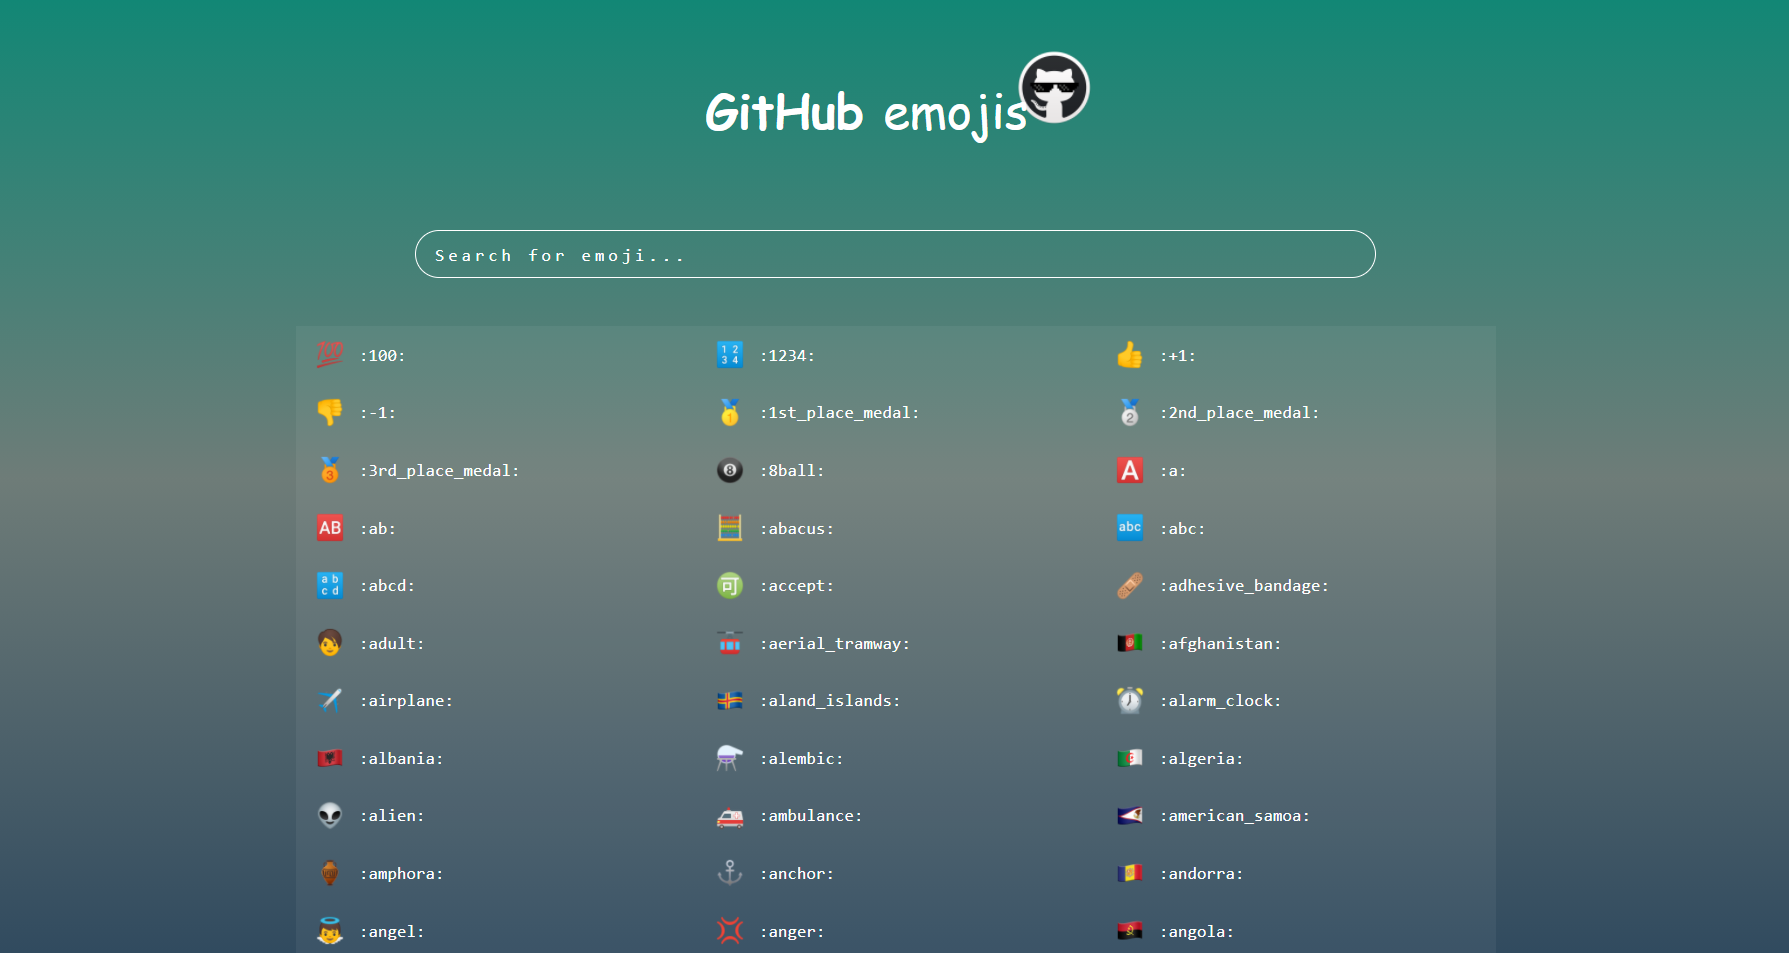 GitHub emojis
Search for emoji...
:100: :1234: :+1:
:-1: :1st_place_medal: :2nd_place_medal:
:3rd_place_medal: :8ball: :a:
:ab: :abacus: :abc:
:abcd: :accept: :adhesive_bandage:
:adult: :aerial_tramway: :afghanistan:
:airplane: :aland_islands: :alarm_clock:
:albania: :alembic: :algeria:
:alien: :ambulance: :american_samoa:
:amphora: :anchor: :andorra:
:angel: :anger: :angola: